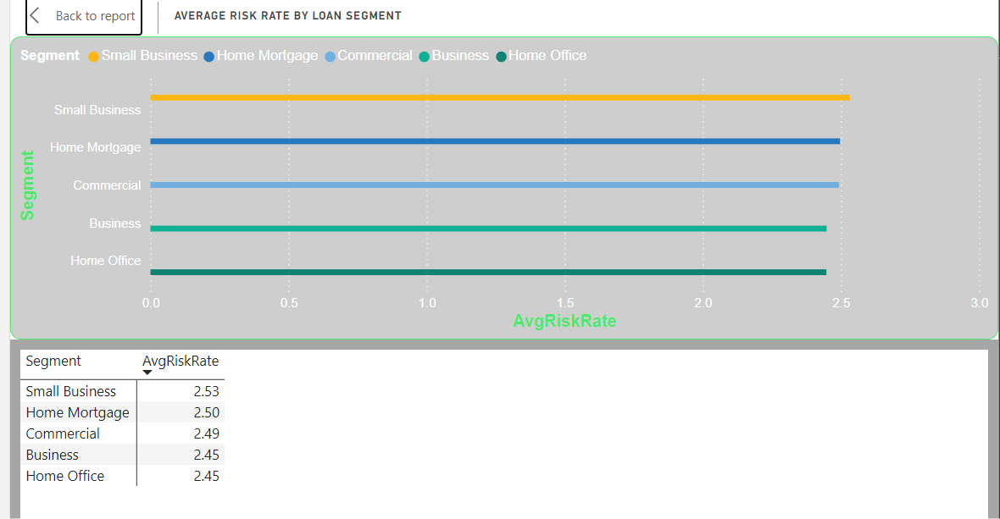 Back to report
AVERAGE RISK RATE BY LOAN SEGMENT
Segment Small Business Home Mortgage Commercial Business Home Office
Segment
Small Business
Home Mortgage
Commercial
Business
Home Office
0.0 0.5 1.0 1.5 2.0 2.5 3.0
AvgRiskRate
Segment AvgRiskRate
Small Business 2.53
Home Mortgage 2.50
Commercial 2.49
Business 2.45
Home Office 2.45